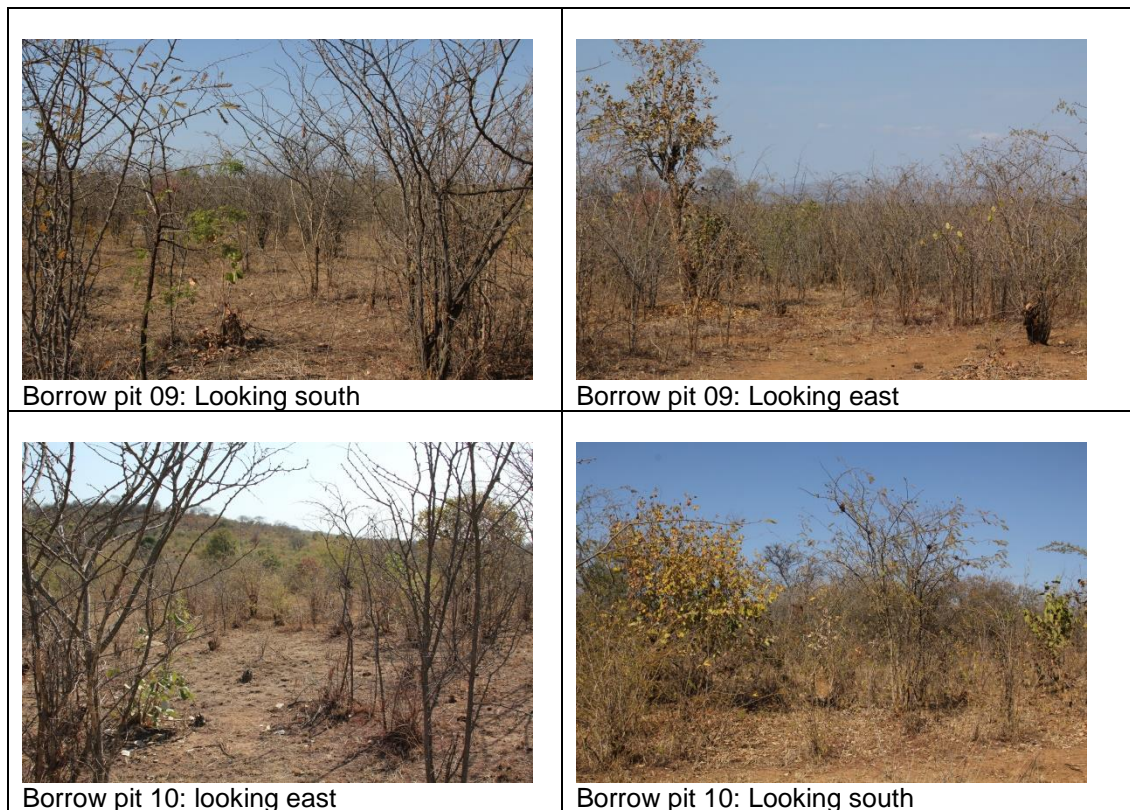 Borrow pit 09: Looking south
Borrow pit 09: Looking east
Borrow pit 10: looking east
Borrow pit 10: Looking south